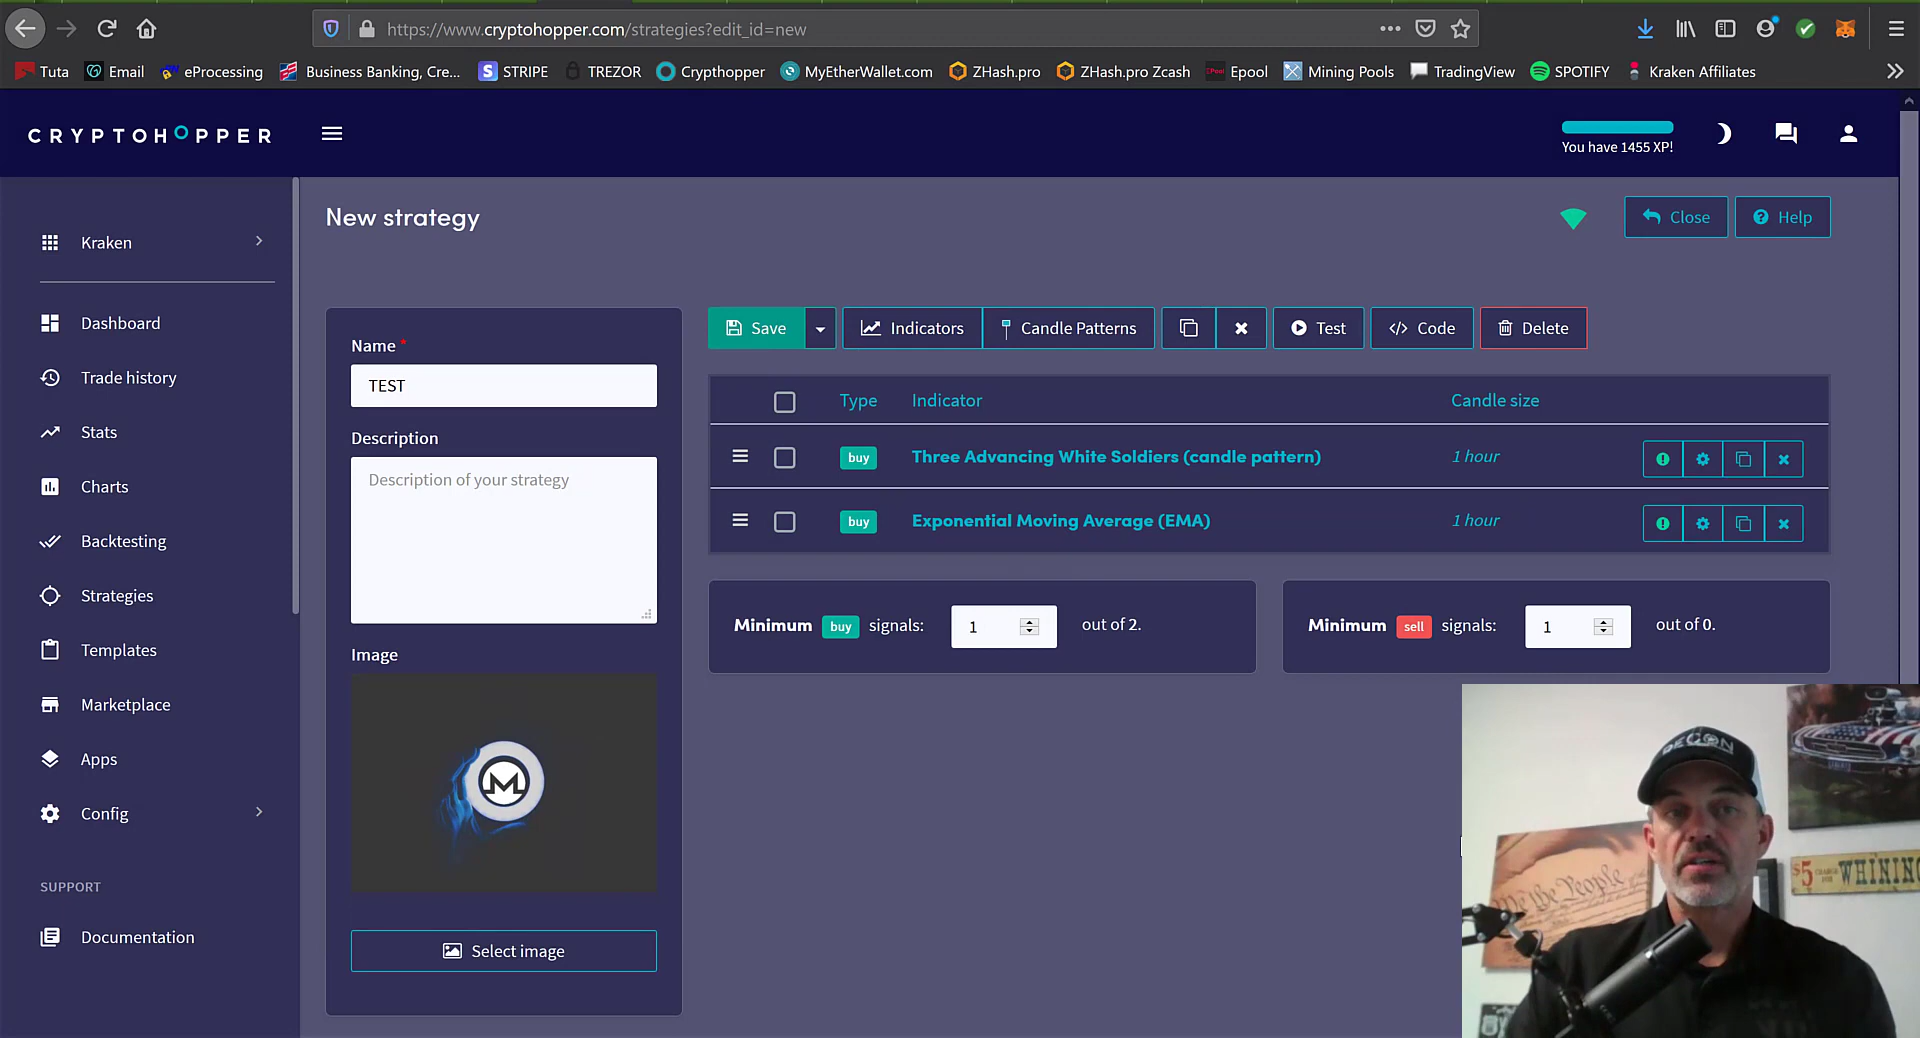 https://www.cryptohopper.com/strategies?edit_id=new
Tuta
Email
eProcessing
Business Banking, Cre...
STRIPE
TREZOR
Crypthopper
MyEtherWallet.com
ZHash.pro
ZHash.pro Zcash
Epool
Mining Pools
TradingView
SPOTIFY
Kraken Affiliates
CRYPTOHOPPER
You have 1455 XP!
Kraken
Dashboard
Trade history
Stats
Charts
Backtesting
Strategies
Templates
Marketplace
Apps
Config
SUPPORT
Documentation
New strategy
Close
Help
Name *
TEST
Description
Description of your strategy
Image
Select image
Save
Indicators
Candle Patterns
Test
</> Code
Delete
Type Indicator Candle size
buy Three Advancing White Soldiers (candle pattern) 1 hour
buy Exponential Moving Average (EMA) 1 hour
Minimum buy signals: 1 out of 2.
Minimum sell signals: 1 out of 0.
We the People
$5
WHINING